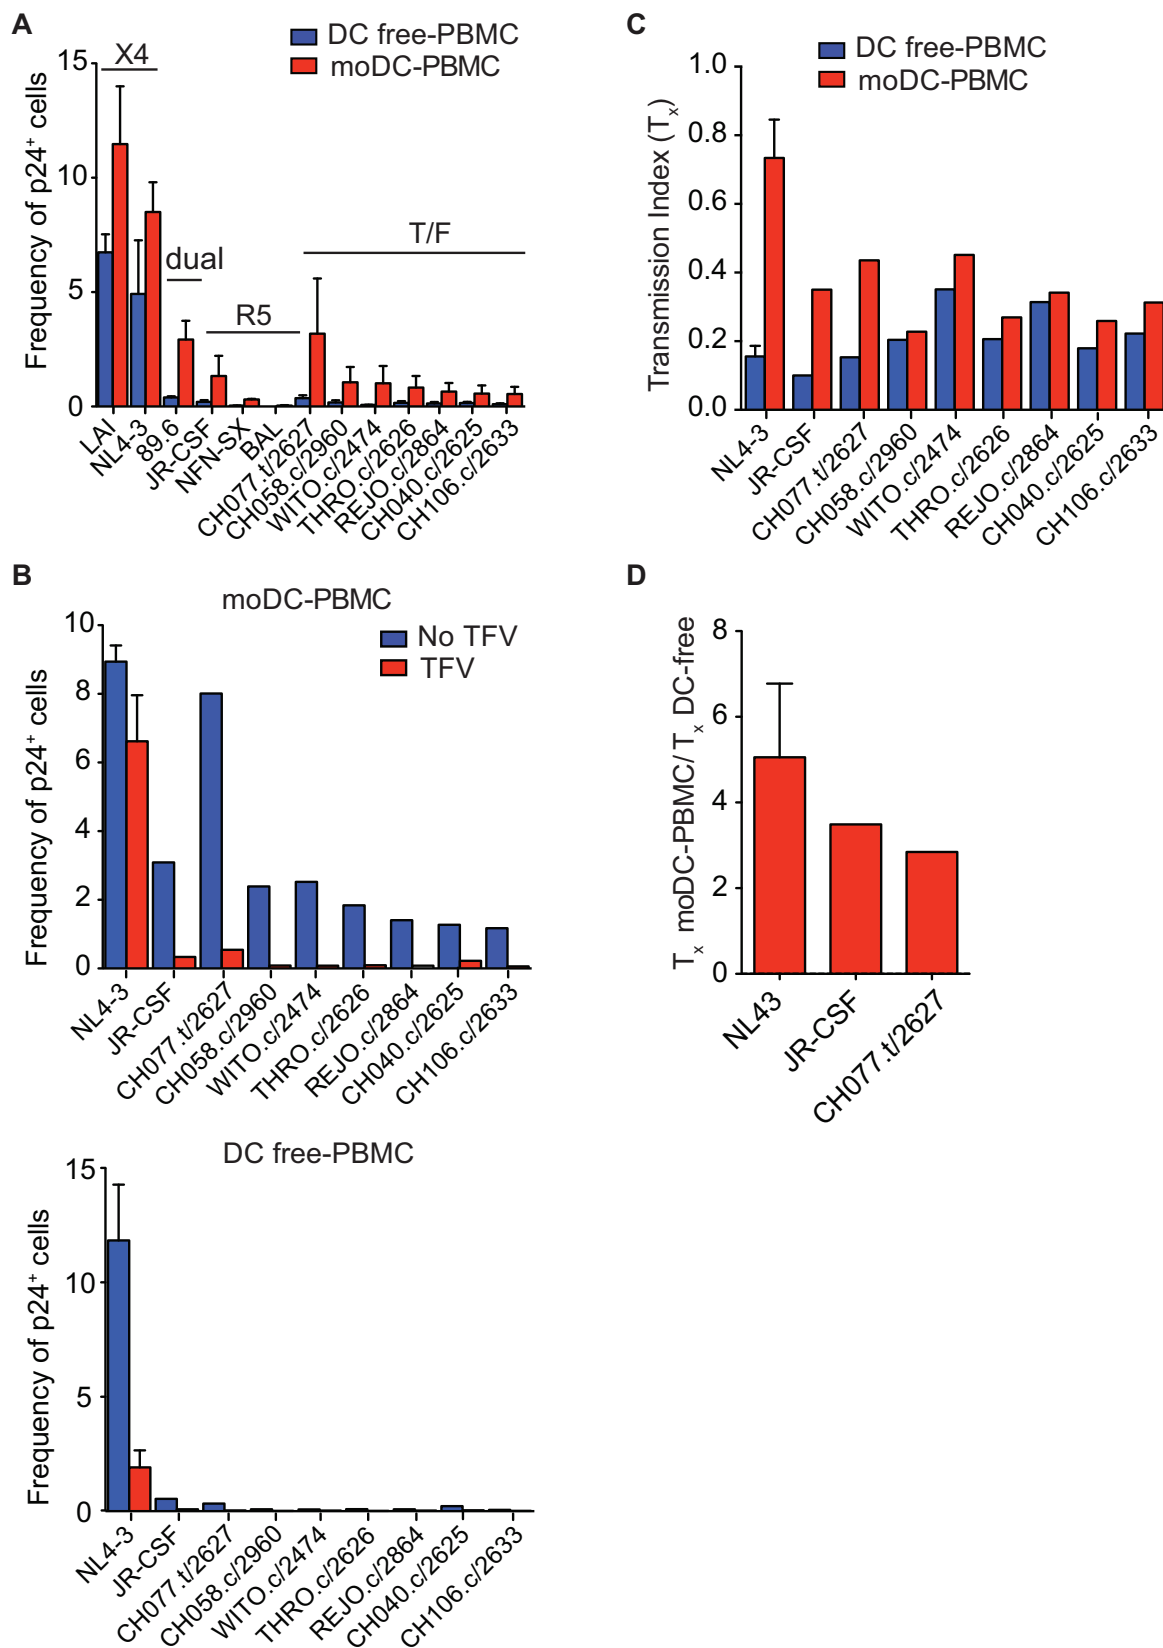 A
DC free-PBMC
moDC-PBMC
X4
dual
R5
T/F
Frequency of p24⁺ cells
15
10
5
0
LAI
NL4-3
89.6
JR-CSF
NFN-SX
BAL
CH077.t/2627
CH058.c/2960
WITO.c/2474
THRO.c/2626
REJO.c/2864
CH040.c/2625
CH106.c/2633
B
moDC-PBMC
No TFV
TFV
Frequency of p24⁺ cells
10
8
6
4
2
0
NL4-3
JR-CSF
CH077.t/2627
CH058.c/2960
WITO.c/2474
THRO.c/2626
REJO.c/2864
CH040.c/2625
CH106.c/2633
DC free-PBMC
Frequency of p24⁺ cells
15
10
5
0
NL4-3
JR-CSF
CH077.t/2627
CH058.c/2960
WITO.c/2474
THRO.c/2626
REJO.c/2864
CH040.c/2625
CH106.c/2633
C
DC free-PBMC
moDC-PBMC
Transmission Index (Tₓ)
1.0
0.8
0.6
0.4
0.2
0.0
NL4-3
JR-CSF
CH077.t/2627
CH058.c/2960
WITO.c/2474
THRO.c/2626
REJO.c/2864
CH040.c/2625
CH106.c/2633
D
Tₓ moDC-PBMC/ Tₓ DC-free
8
6
4
2
0
NL43
JR-CSF
CH077.t/2627